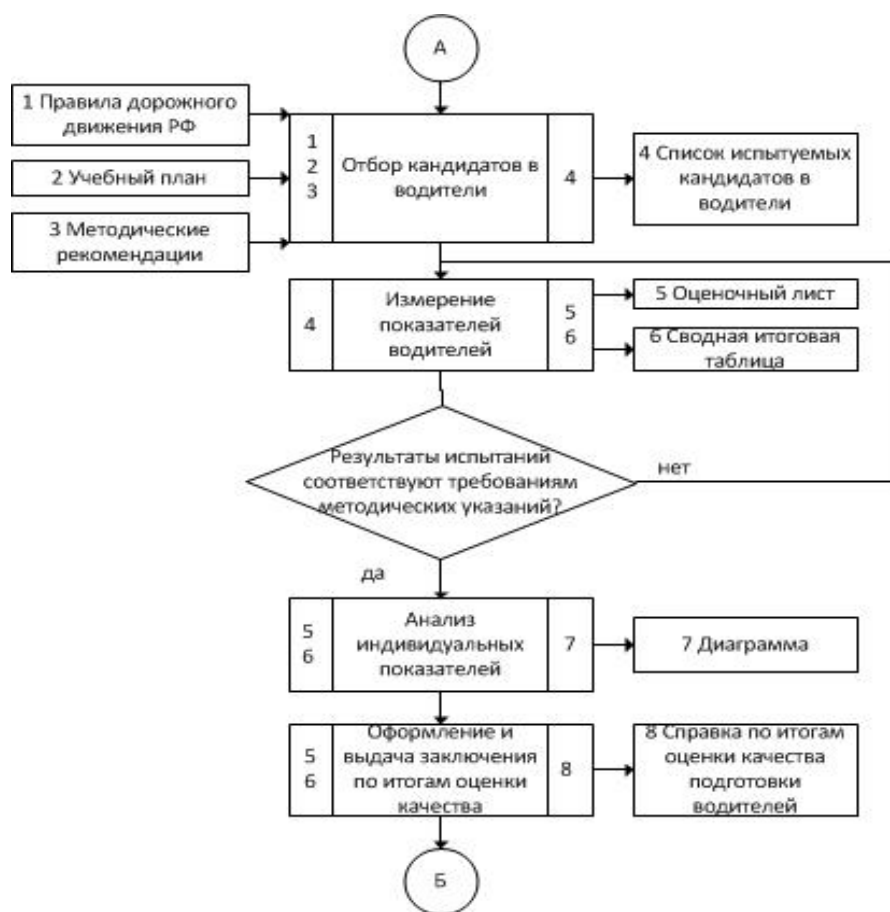 А
1 Правила дорожного
движения РФ
2 Учебный план
3 Методические
рекомендации
1
2
3
Отбор кандидатов в
водители
4
4 Список испытуемых
кандидатов в
водители
4
Измерение
показателей
водителей
5
6
5 Оценочный лист
6 Сводная итоговая
таблица
Результаты испытаний
соответствуют требованиям
методических указаний?
нет
да
5
6
Анализ
индивидуальных
показателей
7
7 Диаграмма
5
6
Оформление и
выдача заключения
по итогам оценки
качества
8
8 Справка по итогам
оценки качества
подготовки
водителей
Б